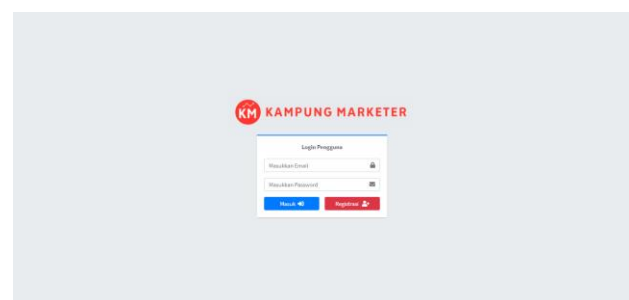 KM KAMPUNG MARKETER
Login Pengguna
Masukkan Email
Masukkan Password
Masuk
Registrasi